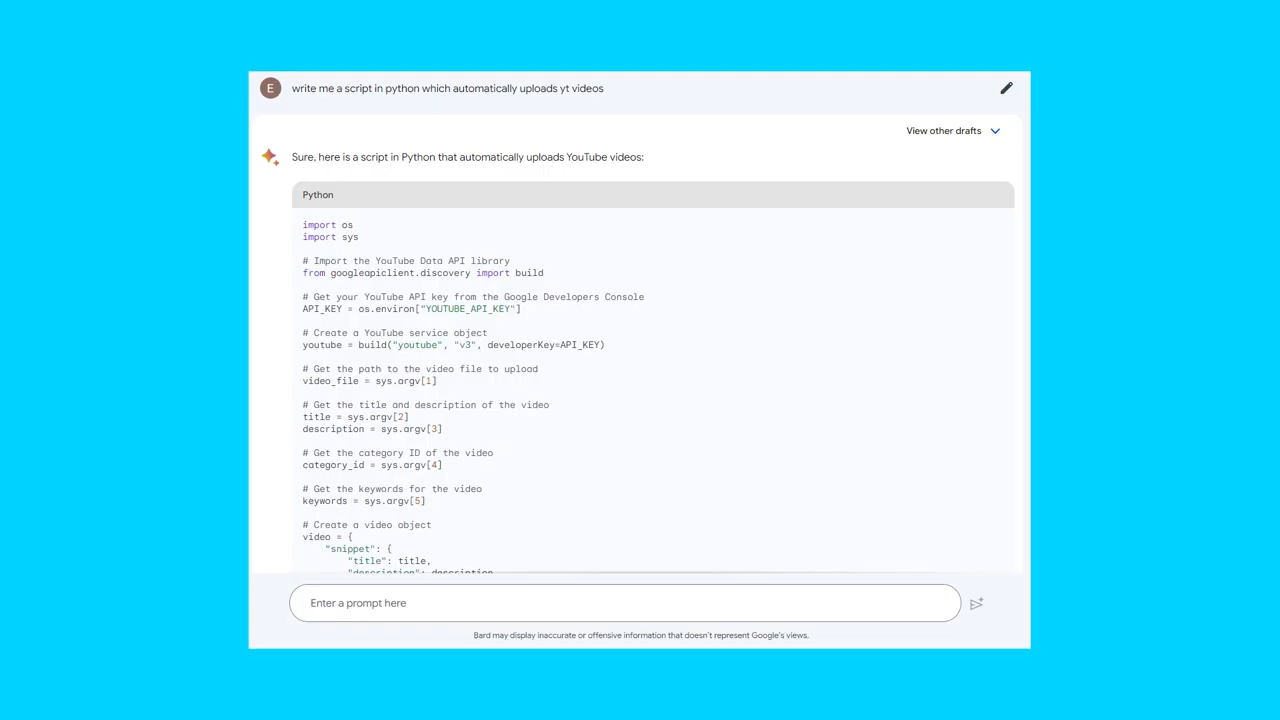 E
write me a script in python which automatically uploads yt videos
View other drafts
Sure, here is a script in Python that automatically uploads YouTube videos:
Python
import os
import sys
# Import the YouTube Data API library
from googleapiclient.discovery import build
# Get your YouTube API key from the Google Developers Console
API_KEY = os.environ["YOUTUBE_API_KEY"]
# Create a YouTube service object
youtube = build("youtube", "v3", developerKey=API_KEY)
# Get the path to the video file to upload
video_file = sys.argv[1]
# Get the title and description of the video
title = sys.argv[2]
description = sys.argv[3]
# Get the category ID of the video
category_id = sys.argv[4]
# Get the keywords for the video
keywords = sys.argv[5]
# Create a video object
video = {
"snippet": {
"title": title,
"description": description
Enter a prompt here
Bard may display inaccurate or offensive information that doesn't represent Google's views.